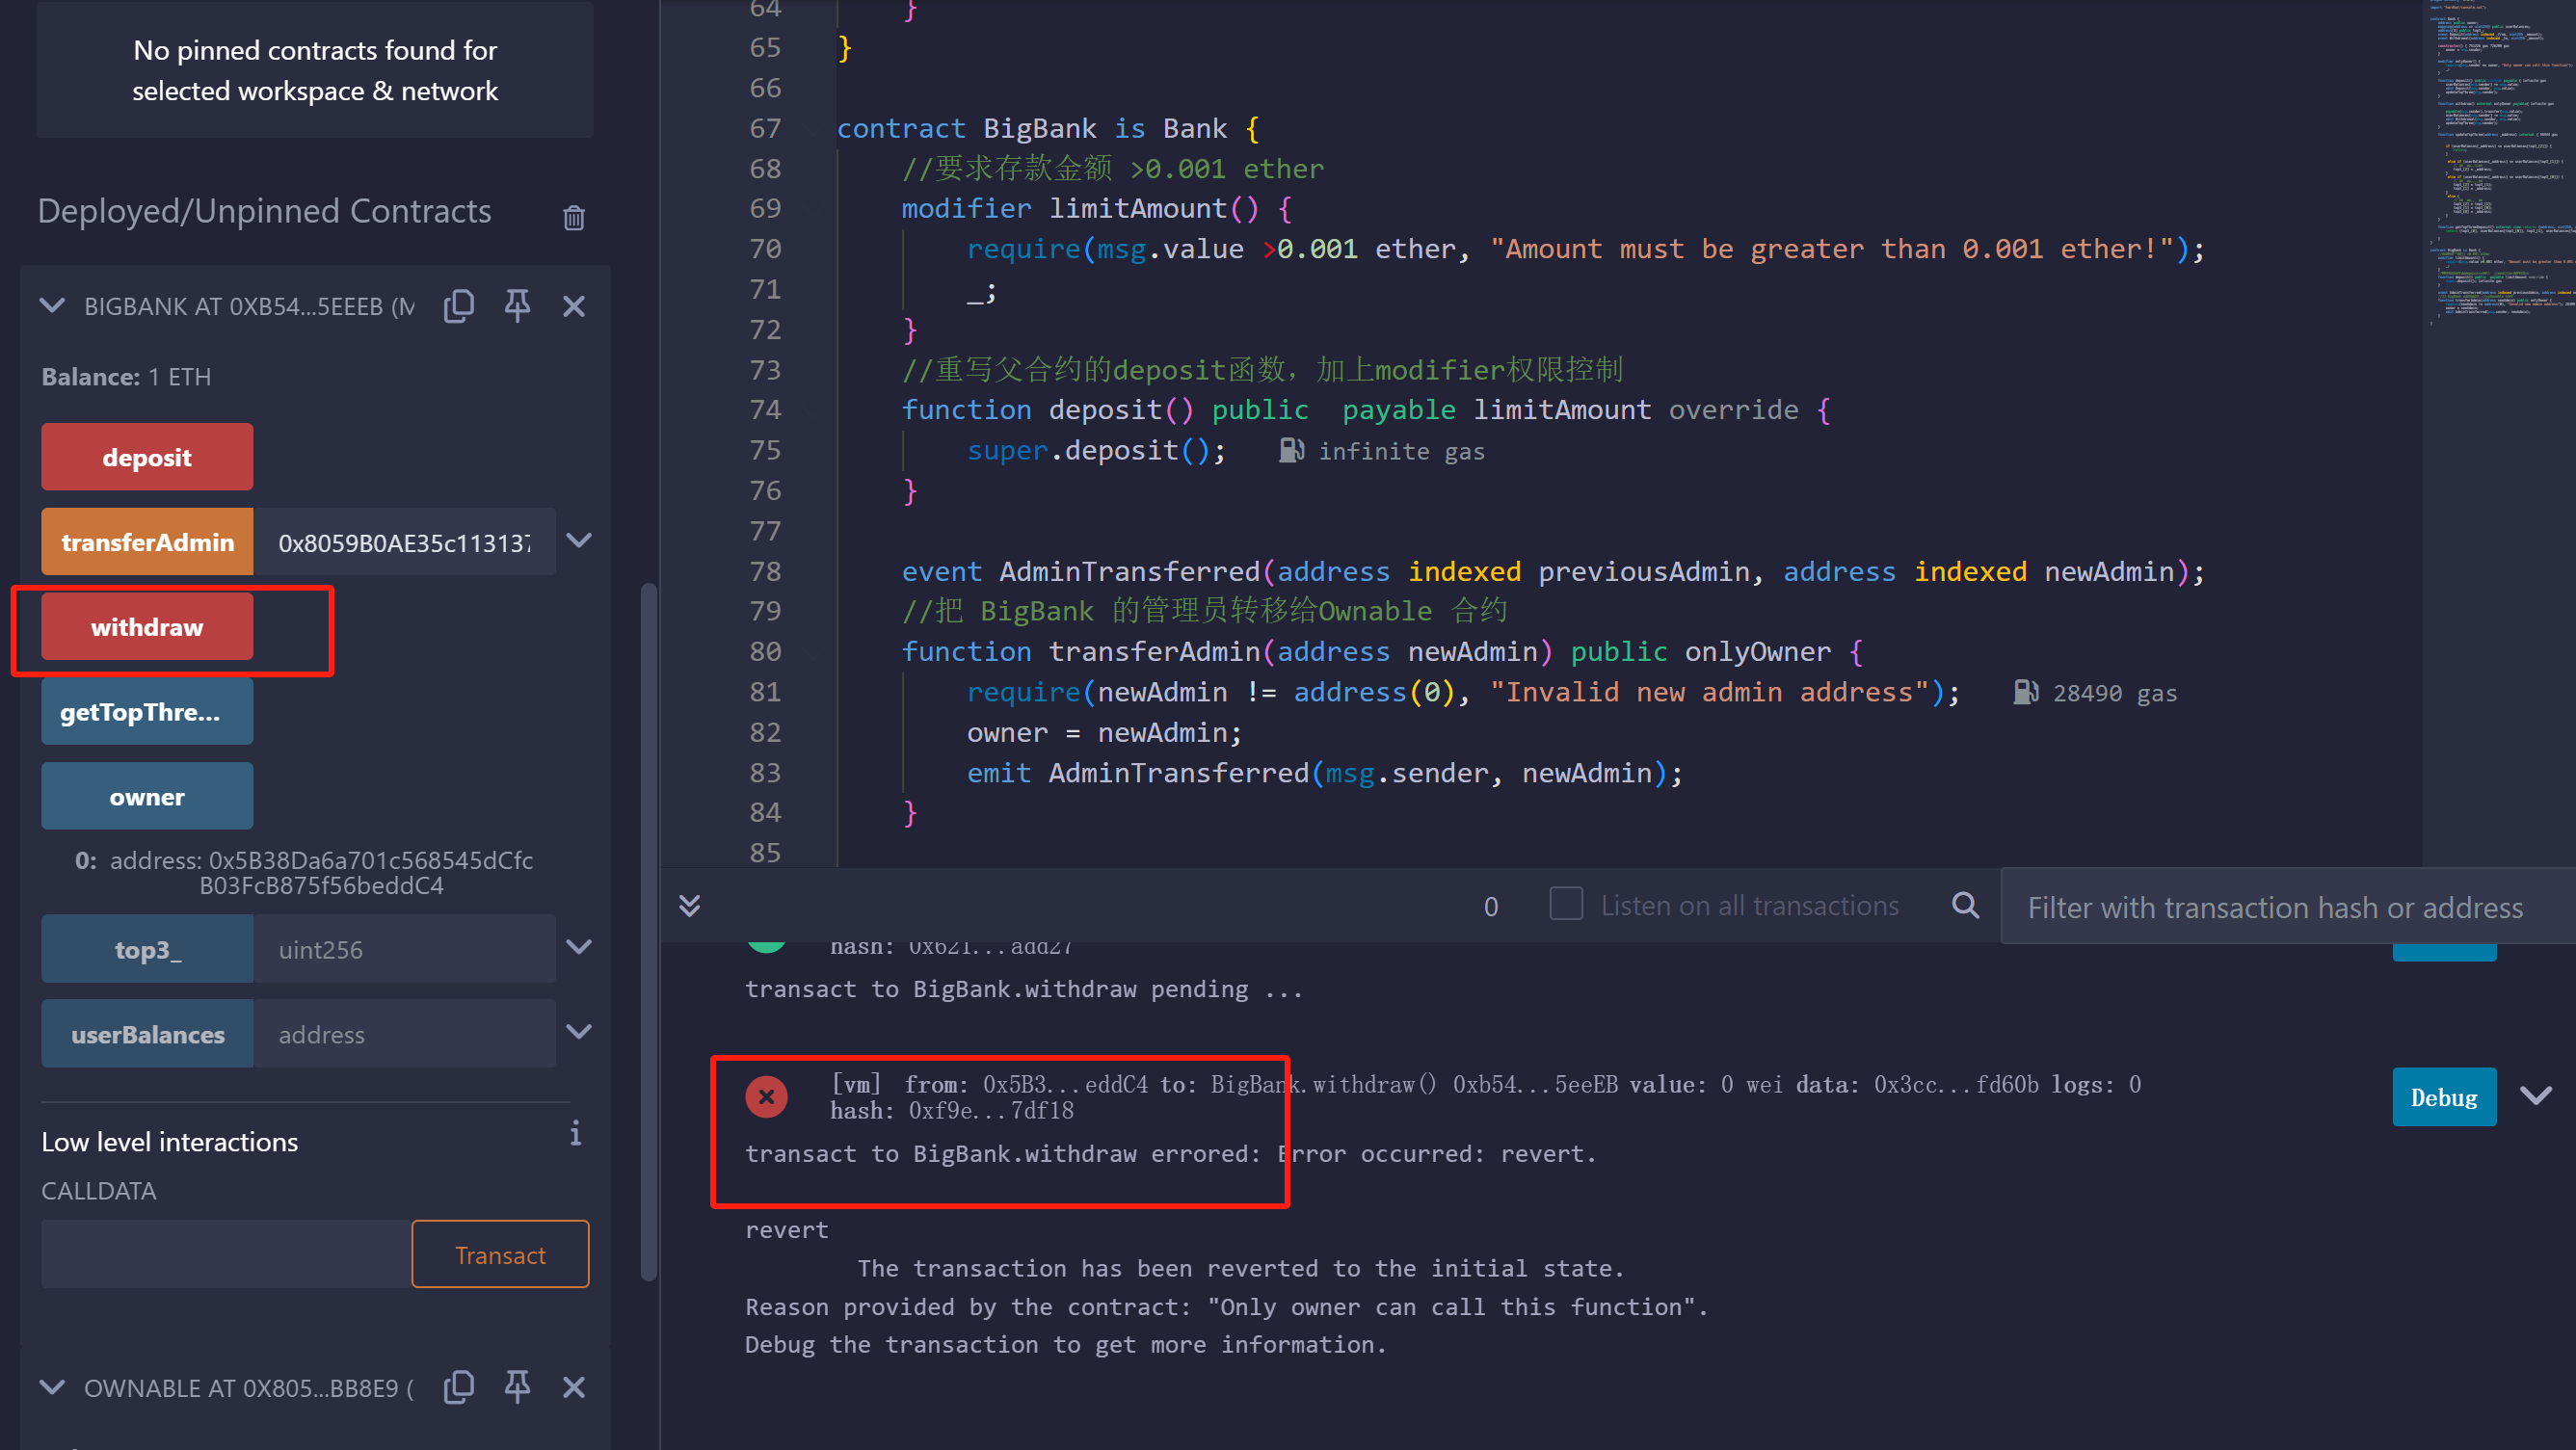 No pinned contracts found for
selected workspace & network
Deployed/Unpinned Contracts
BIGBANK AT 0XB54...5EEEB (M
Balance: 1 ETH
deposit
transferAdmin 0x8059B0AE35c113137
withdraw
getTopThre...
owner
0: address: 0x5B38Da6a701c568545dCfc
B03FcB875f56beddC4
top3_ uint256
userBalances address
Low level interactions
CALLDATA
Transact
OWNABLE AT 0X805...BB8E9 (
64 }
65 }
66
67 contract BigBank is Bank {
68 //要求存款金额 >0.001 ether
69 modifier limitAmount() {
70 require(msg.value >0.001 ether, "Amount must be greater than 0.001 ether!");
71 _;
72 }
73 //重写父合约的deposit函数，加上modifier权限控制
74 function deposit() public  payable limitAmount override {
75 super.deposit(); infinite gas
76 }
77
78 event AdminTransferred(address indexed previousAdmin, address indexed newAdmin);
79 //把 BigBank 的管理员转移给Ownable 合约
80 function transferAdmin(address newAdmin) public onlyOwner {
81 require(newAdmin != address(0), "Invalid new admin address"); 28490 gas
82 owner = newAdmin;
83 emit AdminTransferred(msg.sender, newAdmin);
84 }
85
0 Listen on all transactions Filter with transaction hash or address
hash: 0x621...add27
transact to BigBank.withdraw pending ...
[vm] from: 0x5B3...eddC4 to: BigBank.withdraw() 0xb54...5eeEB value: 0 wei data: 0x3cc...fd60b logs: 0
hash: 0xf9e...7df18
Debug
transact to BigBank.withdraw errored: Error occurred: revert.
revert
The transaction has been reverted to the initial state.
Reason provided by the contract: "Only owner can call this function".
Debug the transaction to get more information.